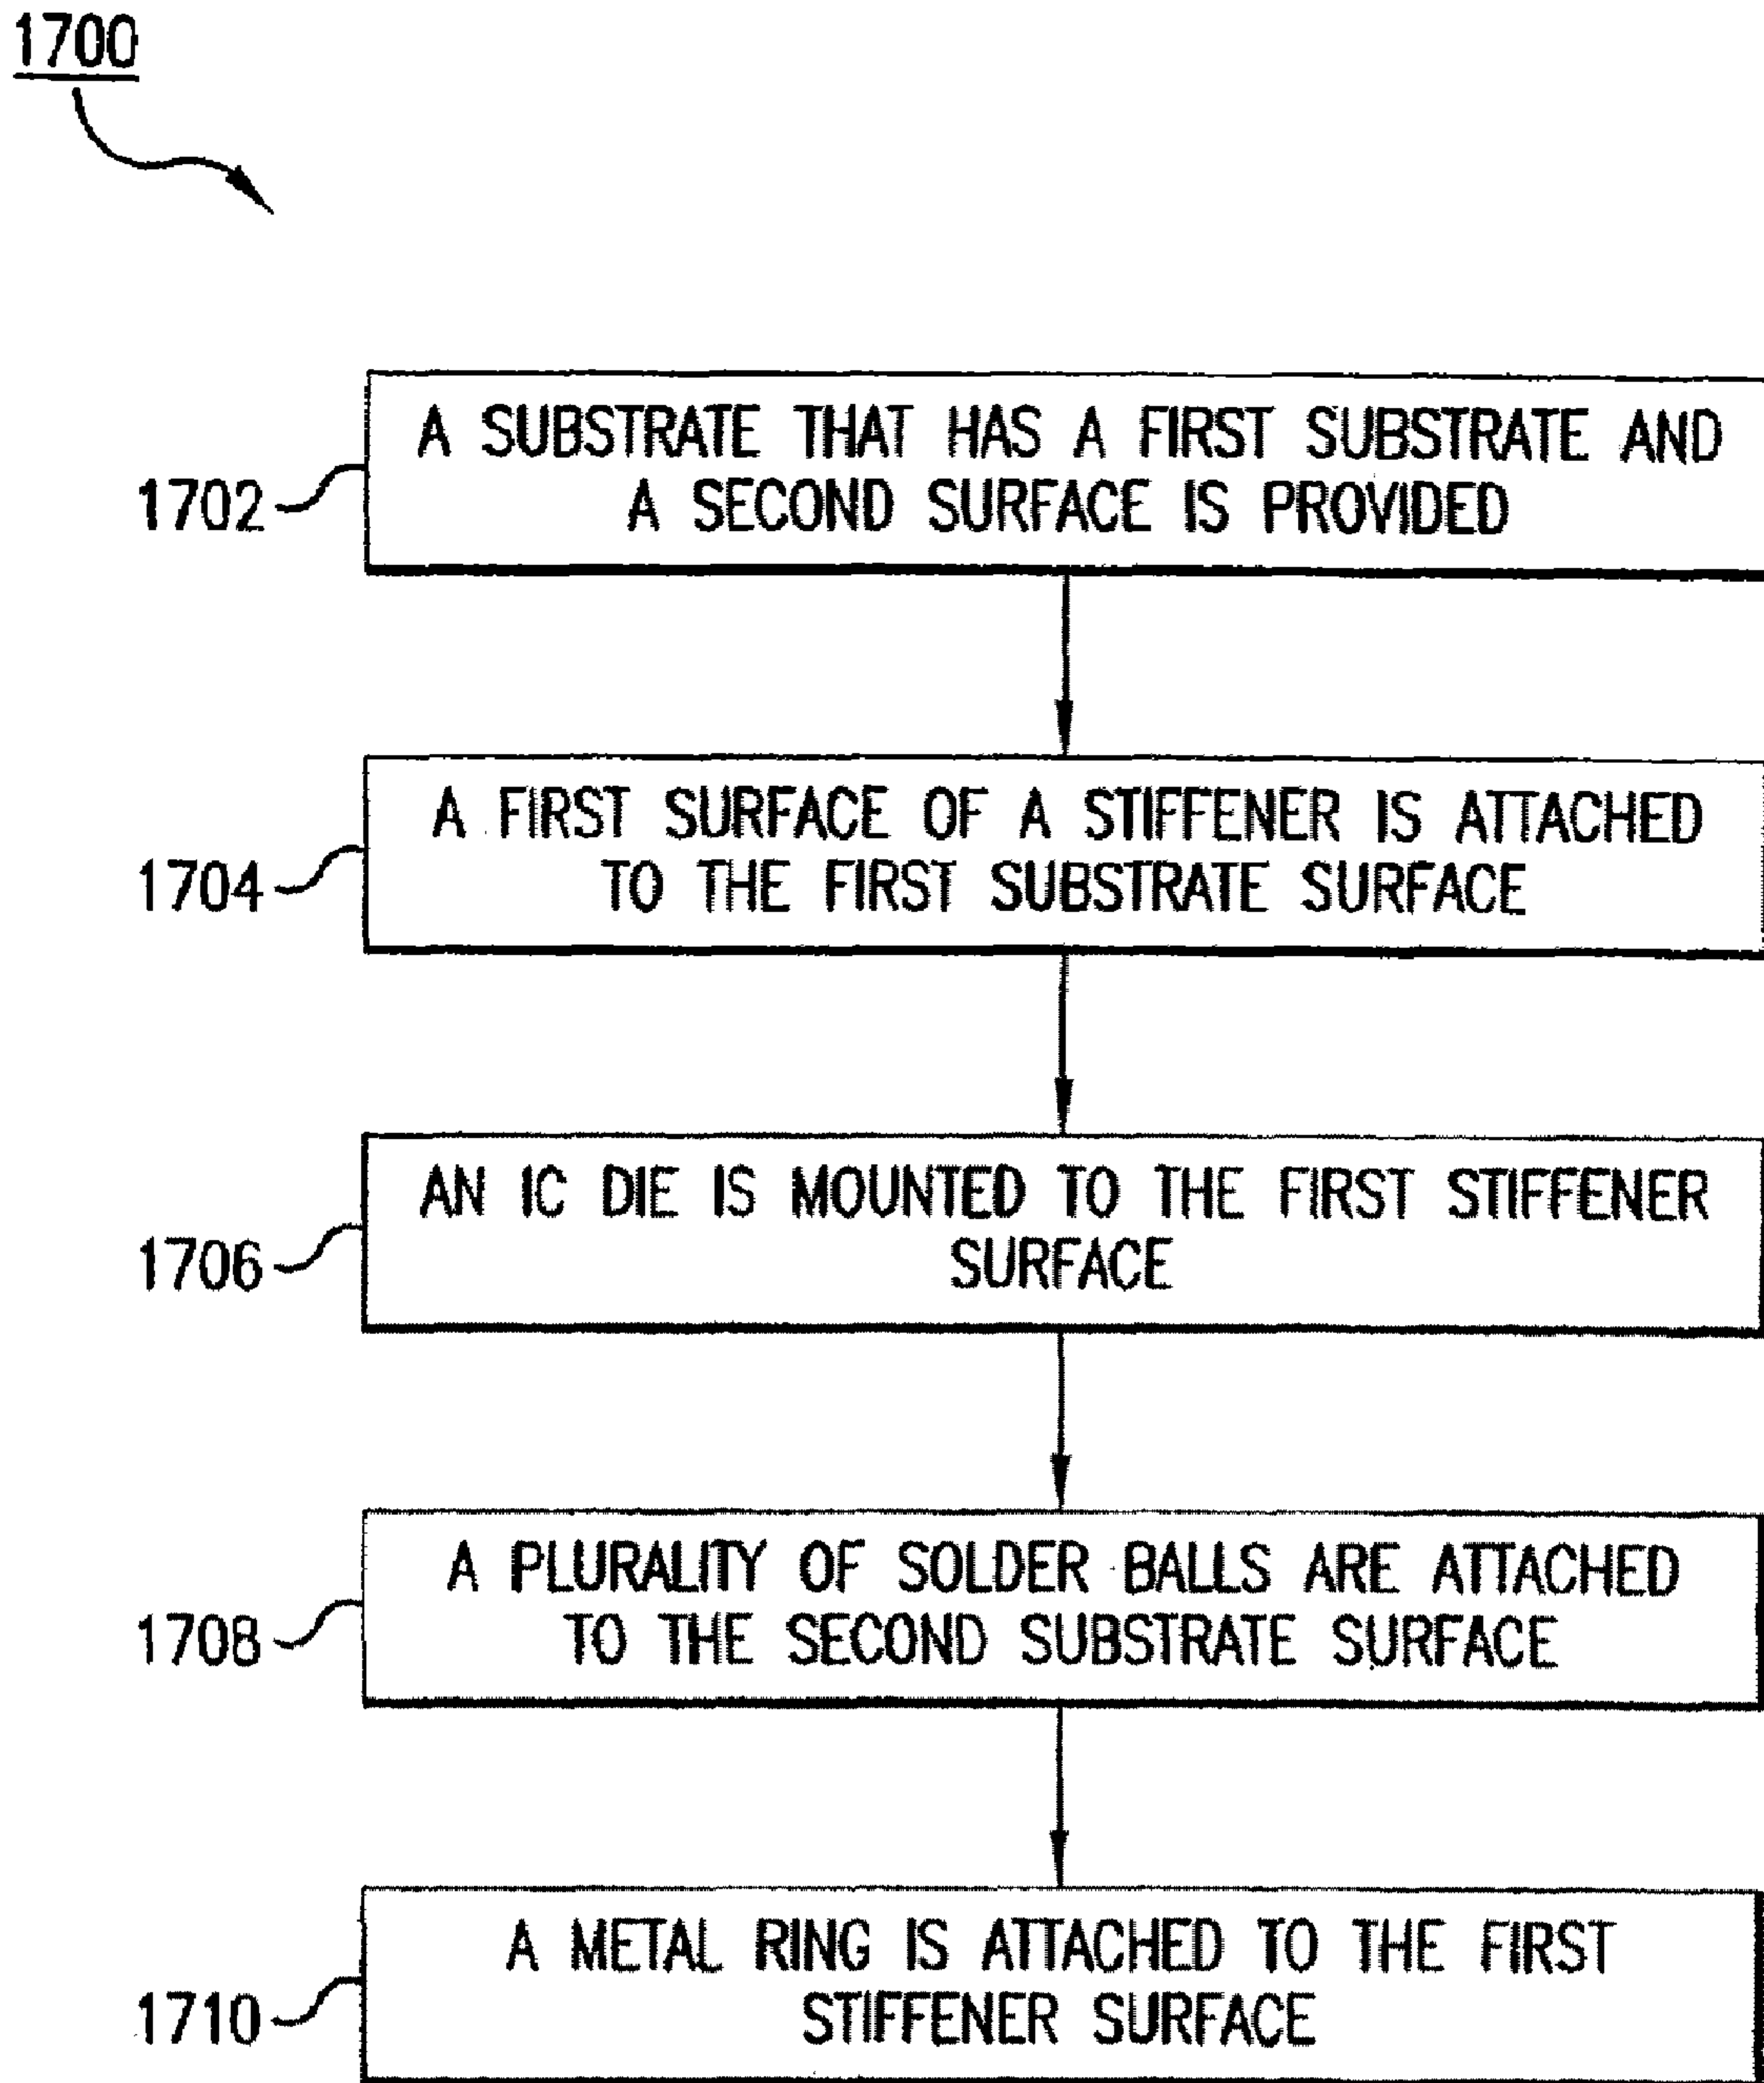 1700
A SUBSTRATE THAT HAS A FIRST SUBSTRATE AND
A SECOND SURFACE IS PROVIDED
1702
A FIRST SURFACE OF A STIFFENER IS ATTACHED
TO THE FIRST SUBSTRATE SURFACE
1704
AN IC DIE IS MOUNTED TO THE FIRST STIFFENER
SURFACE
1706
A PLURALITY OF SOLDER BALLS ARE ATTACHED
TO THE SECOND SUBSTRATE SURFACE
1708
A METAL RING IS ATTACHED TO THE FIRST
STIFFENER SURFACE
1710